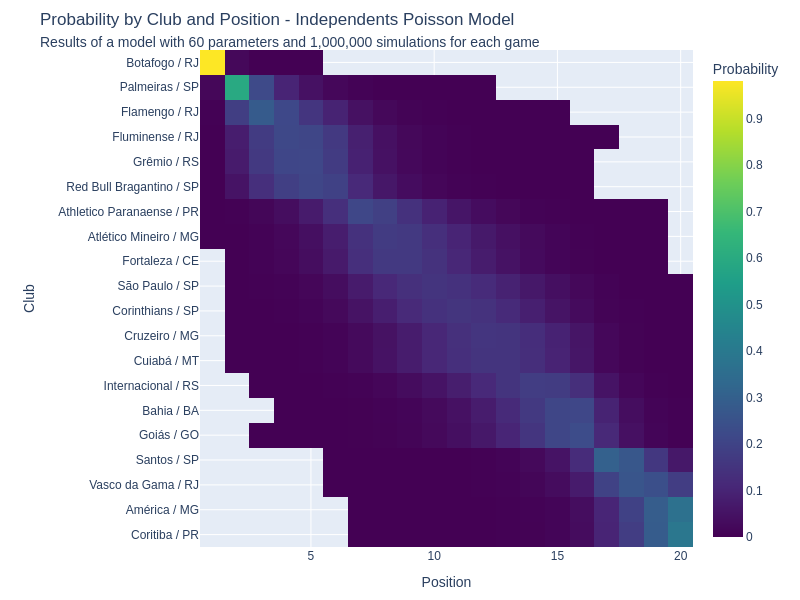 Probability by Club and Position - Independents Poisson Model
Results of a model with 60 parameters and 1,000,000 simulations for each game
Probability
Botafogo / RJ
Palmeiras / SP
Flamengo / RJ
Fluminense / RJ
Grêmio / RS
Red Bull Bragantino / SP
Athletico Paranaense / PR
Atlético Mineiro / MG
Fortaleza / CE
São Paulo / SP
Corinthians / SP
Cruzeiro / MG
Cuiabá / MT
Internacional / RS
Bahia / BA
Goiás / GO
Santos / SP
Vasco da Gama / RJ
América / MG
Coritiba / PR
Club
5 10 15 20
Position
0.9
0.8
0.7
0.6
0.5
0.4
0.3
0.2
0.1
0